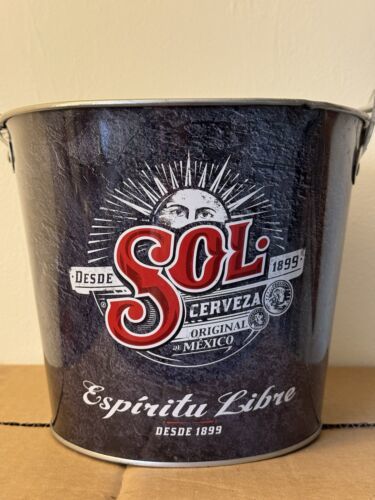 DESDE SOL. 1899
®
CERVEZA
ORIGINAL
DE MÉXICO
Espíritu Libre
DESDE 1899